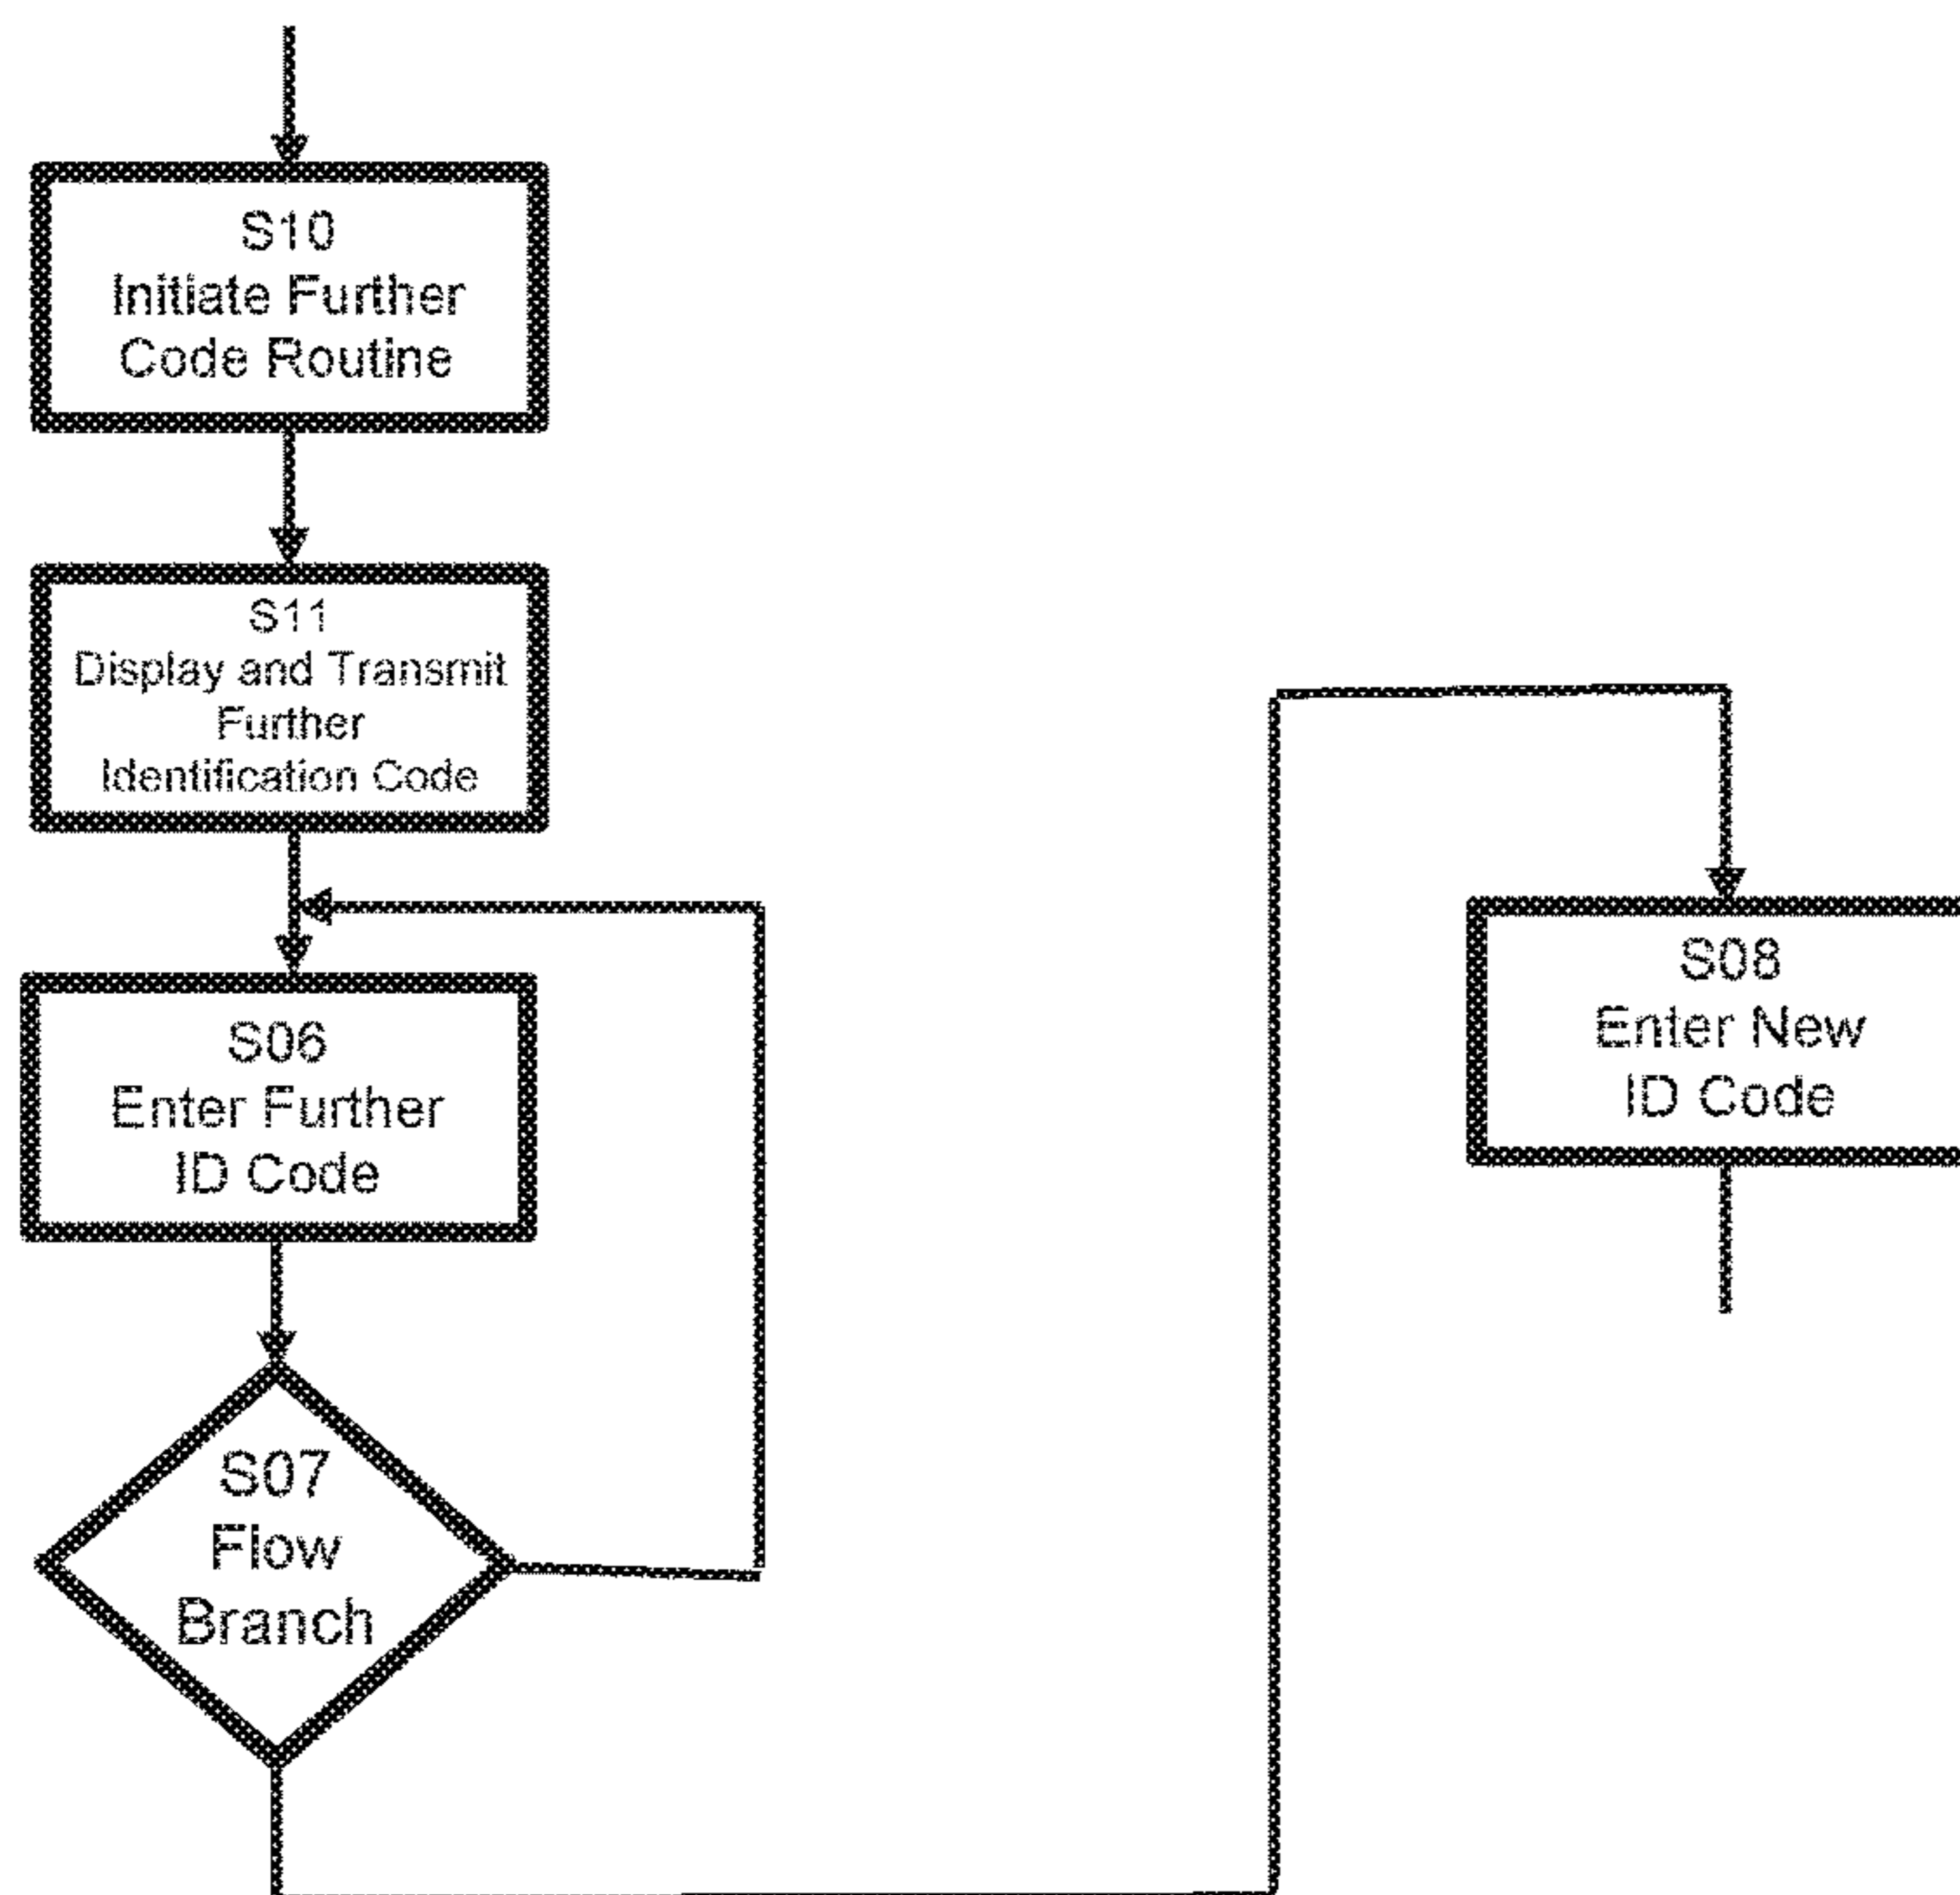 S10
Initiate Further
Code Routine
S11
Display and Transmit
Further
Identification Code
S06
Enter Further
ID Code
S07
Flow
Branch
S08
Enter New
ID Code